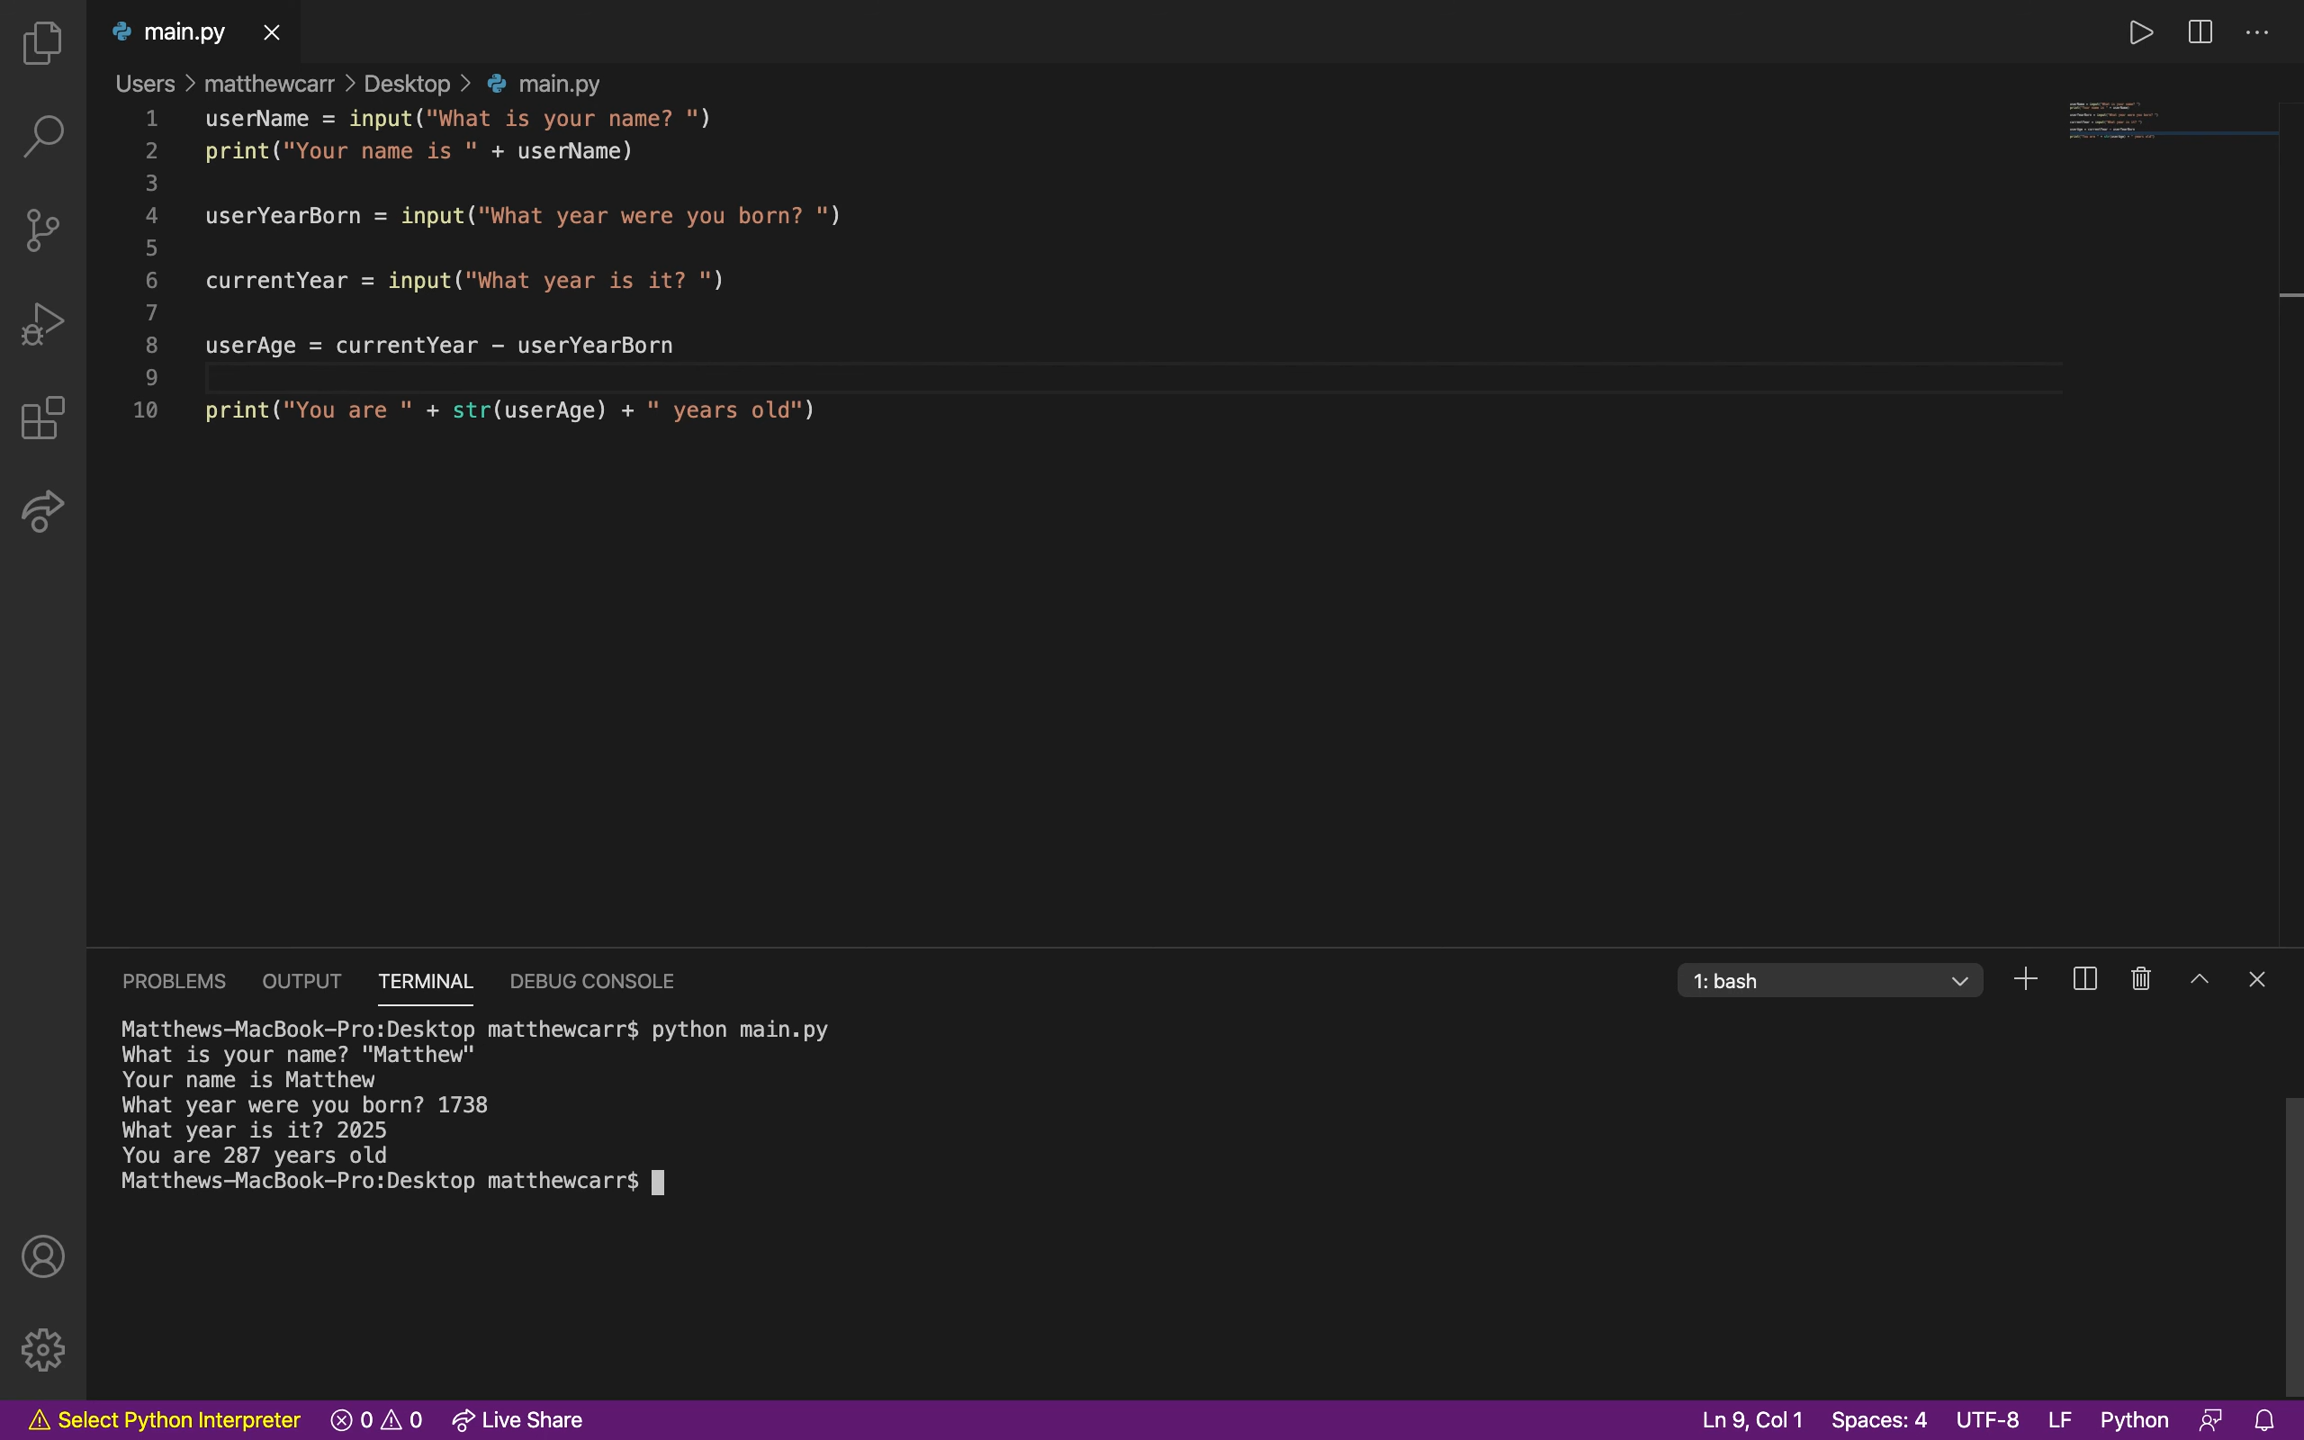 main.py
Users > matthewcarr > Desktop > main.py
1 userName = input("What is your name? ")
2 print("Your name is " + userName)
3
4 userYearBorn = input("What year were you born? ")
5
6 currentYear = input("What year is it? ")
7
8 userAge = currentYear - userYearBorn
9
10 print("You are " + str(userAge) + " years old")
PROBLEMS OUTPUT TERMINAL DEBUG CONSOLE 1: bash
Matthews-MacBook-Pro:Desktop matthewcarr$ python main.py
What is your name? "Matthew"
Your name is Matthew
What year were you born? 1738
What year is it? 2025
You are 287 years old
Matthews-MacBook-Pro:Desktop matthewcarr$
Select Python Interpreter 0 0 Live Share Ln 9, Col 1 Spaces: 4 UTF-8 LF Python